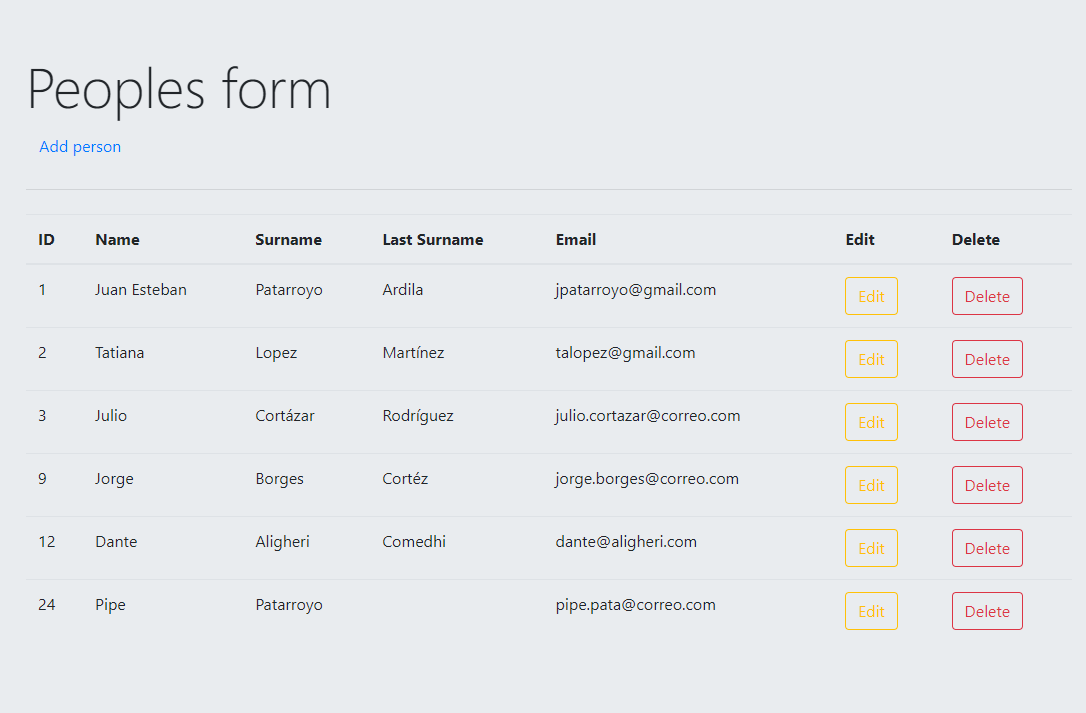 Peoples form
Add person
ID Name Surname Last Surname Email Edit Delete
1 Juan Esteban Patarroyo Ardila jpatarroyo@gmail.com Edit Delete
2 Tatiana Lopez Martínez talopez@gmail.com Edit Delete
3 Julio Cortázar Rodríguez julio.cortazar@correo.com Edit Delete
9 Jorge Borges Cortéz jorge.borges@correo.com Edit Delete
12 Dante Aligheri Comedhi dante@aligheri.com Edit Delete
24 Pipe Patarroyo pipe.pata@correo.com Edit Delete